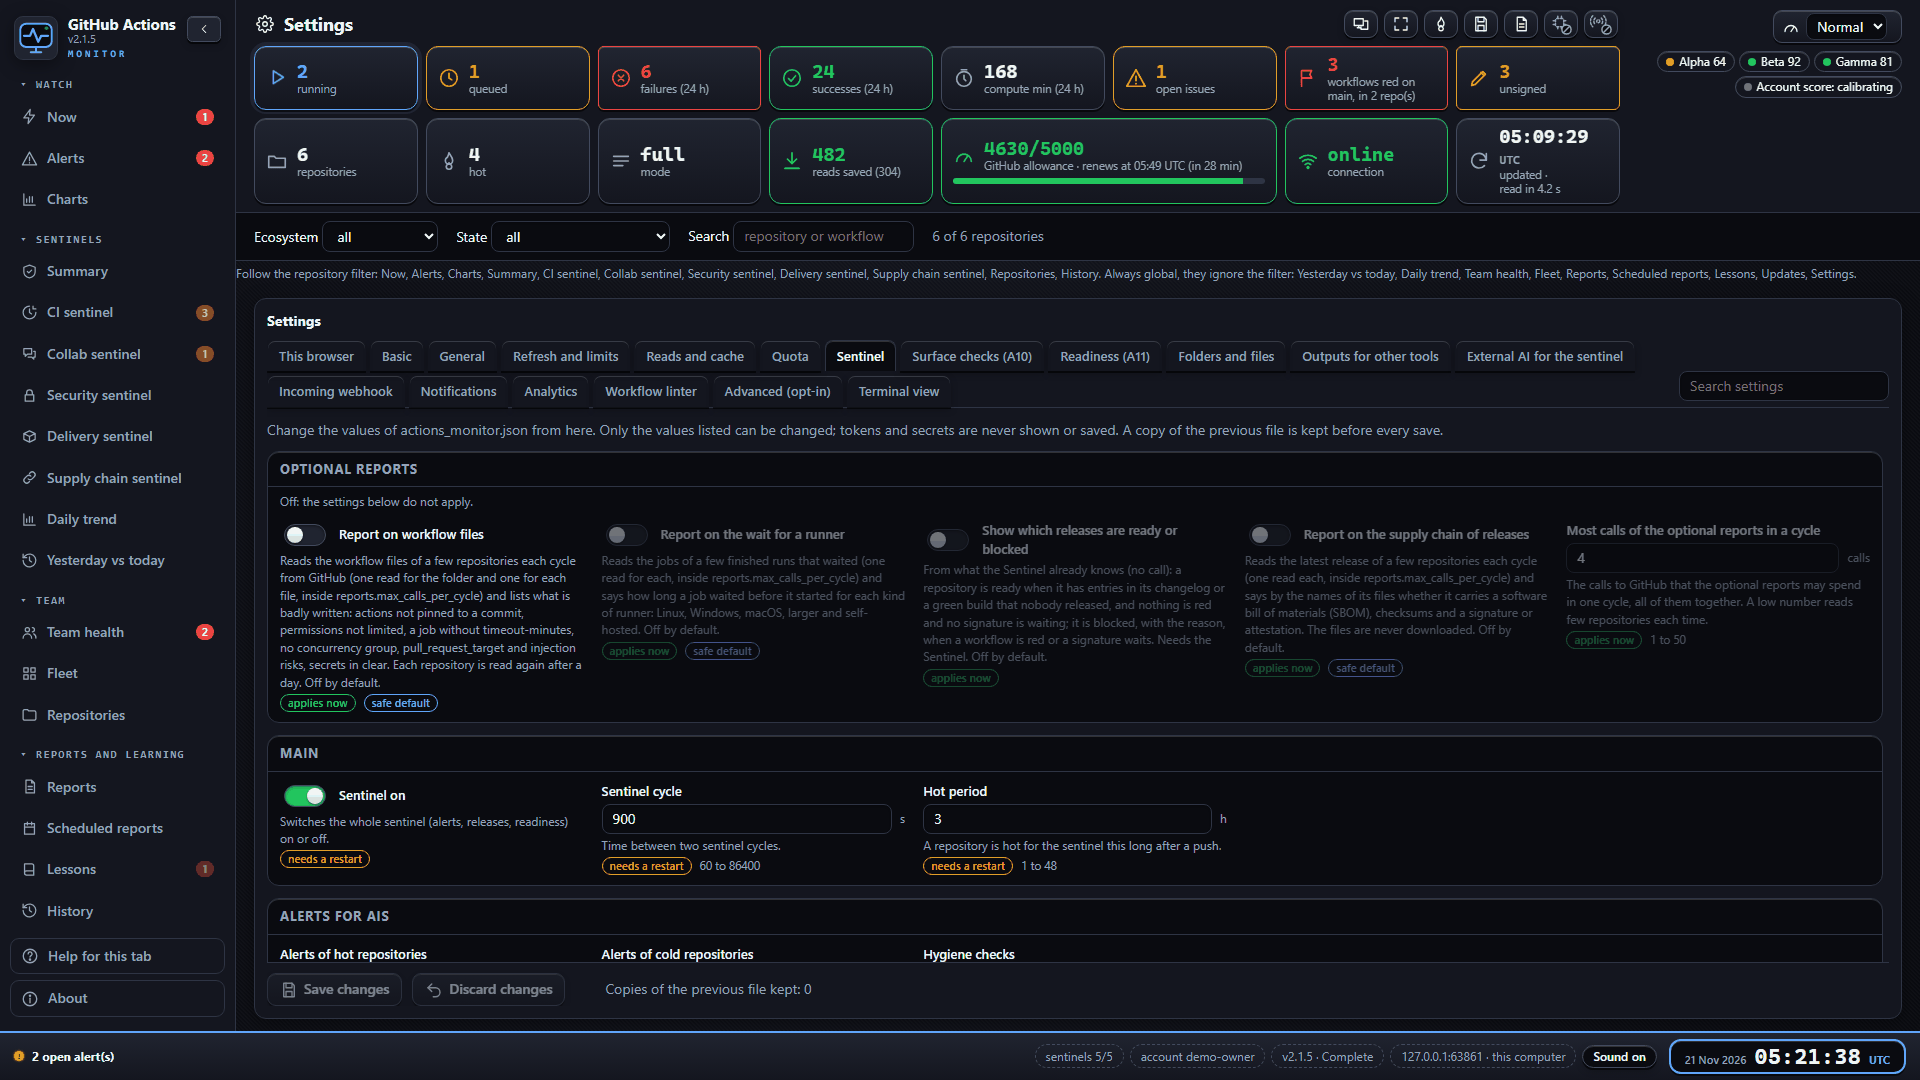 GitHub Actions
v2.1.5
MONITOR
WATCH
Now 1
Alerts 2
Charts
SENTINELS
Summary
CI sentinel 3
Collab sentinel 1
Security sentinel
Delivery sentinel
Supply chain sentinel
Daily trend
Yesterday vs today
TEAM
Team health 2
Fleet
Repositories
REPORTS AND LEARNING
Reports
Scheduled reports
Lessons 1
History
Help for this tab
About
Settings
Normal
2
running
1
queued
6
failures (24 h)
24
successes (24 h)
168
compute min (24 h)
1
open issues
3
workflows red on
main, in 2 repo(s)
3
unsigned
Alpha 64
Beta 92
Gamma 81
Account score: calibrating
6
repositories
4
hot
full
mode
482
reads saved (304)
4630/5000
GitHub allowance · renews at 05:49 UTC (in 28 min)
online
connection
05:09:29
UTC
updated ·
read in 4.2 s
Ecosystem all State all Search repository or workflow 6 of 6 repositories
Follow the repository filter: Now, Alerts, Charts, Summary, CI sentinel, Collab sentinel, Security sentinel, Delivery sentinel, Supply chain sentinel, Repositories, History. Always global, they ignore the filter: Yesterday vs today, Daily trend, Team health, Fleet, Reports, Scheduled reports, Lessons, Updates, Settings.
Settings
This browser Basic General Refresh and limits Reads and cache Quota Sentinel Surface checks (A10) Readiness (A11) Folders and files Outputs for other tools External AI for the sentinel
Incoming webhook Notifications Analytics Workflow linter Advanced (opt-in) Terminal view
Search settings
Change the values of actions_monitor.json from here. Only the values listed can be changed; tokens and secrets are never shown or saved. A copy of the previous file is kept before every save.
OPTIONAL REPORTS
Off: the settings below do not apply.
Report on workflow files
Reads the workflow files of a few repositories each cycle
from GitHub (one read for the folder and one for each
file, inside reports.max_calls_per_cycle) and lists what is
badly written: actions not pinned to a commit,
permissions not limited, a job without timeout-minutes,
no concurrency group, pull_request_target and injection
risks, secrets in clear. Each repository is read again after a
day. Off by default.
applies now safe default
Report on the wait for a runner
Reads the jobs of a few finished runs that waited (one
read for each, inside reports.max_calls_per_cycle) and
says how long a job waited before it started for each kind
of runner: Linux, Windows, macOS, larger and self-
hosted. Off by default.
applies now safe default
Show which releases are ready or
blocked
From what the Sentinel already knows (no call): a
repository is ready when it has entries in its changelog or
a green build that nobody released, and nothing is red
and no signature is waiting; it is blocked, with the reason,
when a workflow is red or a signature waits. Needs the
Sentinel. Off by default.
applies now
Report on the supply chain of releases
Reads the latest release of a few repositories each cycle
(one read each, inside reports.max_calls_per_cycle) and
says by the names of its files whether it carries a software
bill of materials (SBOM), checksums and a signature or
attestation. The files are never downloaded. Off by
default.
applies now safe default
Most calls of the optional reports in a cycle
4 calls
The calls to GitHub that the optional reports may spend
in one cycle, all of them together. A low number reads
few repositories each time.
applies now 1 to 50
MAIN
Sentinel on
Switches the whole sentinel (alerts, releases, readiness)
on or off.
needs a restart
Sentinel cycle
900 s
Time between two sentinel cycles.
needs a restart 60 to 86400
Hot period
3 h
A repository is hot for the sentinel this long after a push.
needs a restart 1 to 48
ALERTS FOR AIS
Alerts of hot repositories Alerts of cold repositories Hygiene checks
Save changes Discard changes Copies of the previous file kept: 0
2 open alert(s)
sentinels 5/5 account demo-owner v2.1.5 · Complete 127.0.0.1:63861 · this computer Sound on 21 Nov 2026 05:21:38 UTC